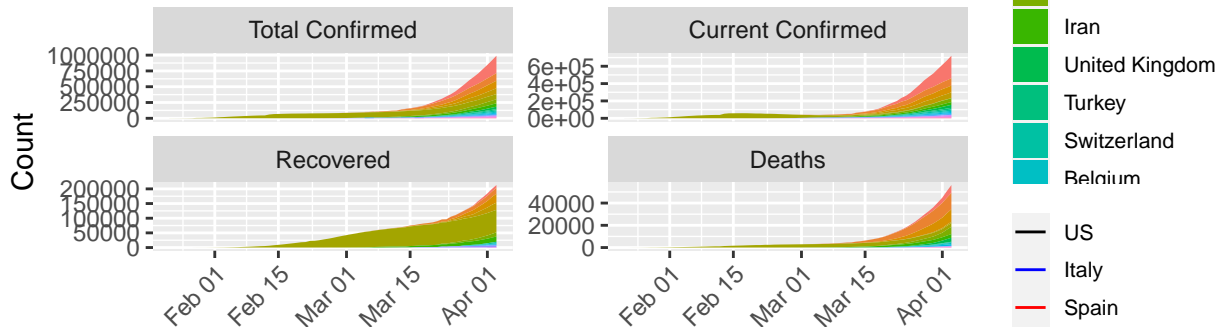 Count
Total Confirmed
1000000
750000
500000
250000
0
Current Confirmed
6e+05
4e+05
2e+05
0e+00
Recovered
200000
150000
100000
50000
0
Deaths
40000
20000
0
Feb 01
Feb 15
Mar 01
Mar 15
Apr 01
Feb 01
Feb 15
Mar 01
Mar 15
Apr 01
Iran
United Kingdom
Turkey
Switzerland
Belgium
US
Italy
Spain